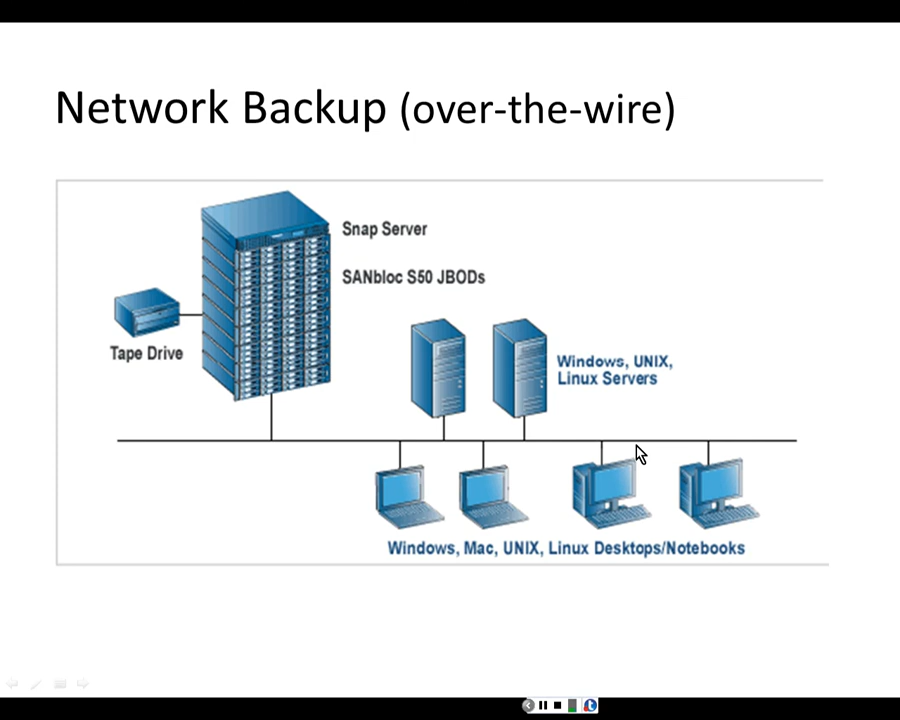 Network Backup (over-the-wire)
Snap Server
SANbloc S50 JBODs
Tape Drive
Windows, UNIX,
Linux Servers
Windows, Mac, UNIX, Linux Desktops/Notebooks